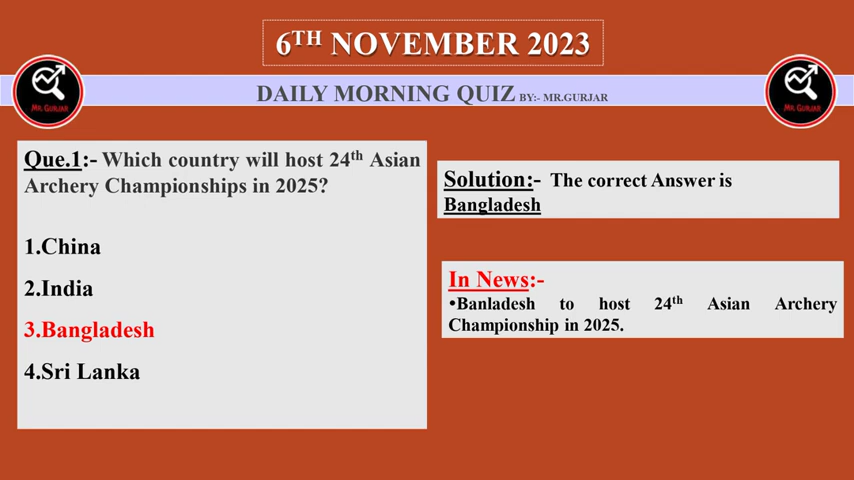 6TH NOVEMBER 2023
DAILY MORNING QUIZ BY:- MR.GURJAR
MR.GURJAR
MR.GURJAR
Que.1:- Which country will host 24th Asian
Archery Championships in 2025?
1.China
2.India
3.Bangladesh
4.Sri Lanka
Solution:- The correct Answer is
Bangladesh
In News:-
•Banladesh to host 24th Asian Archery
Championship in 2025.